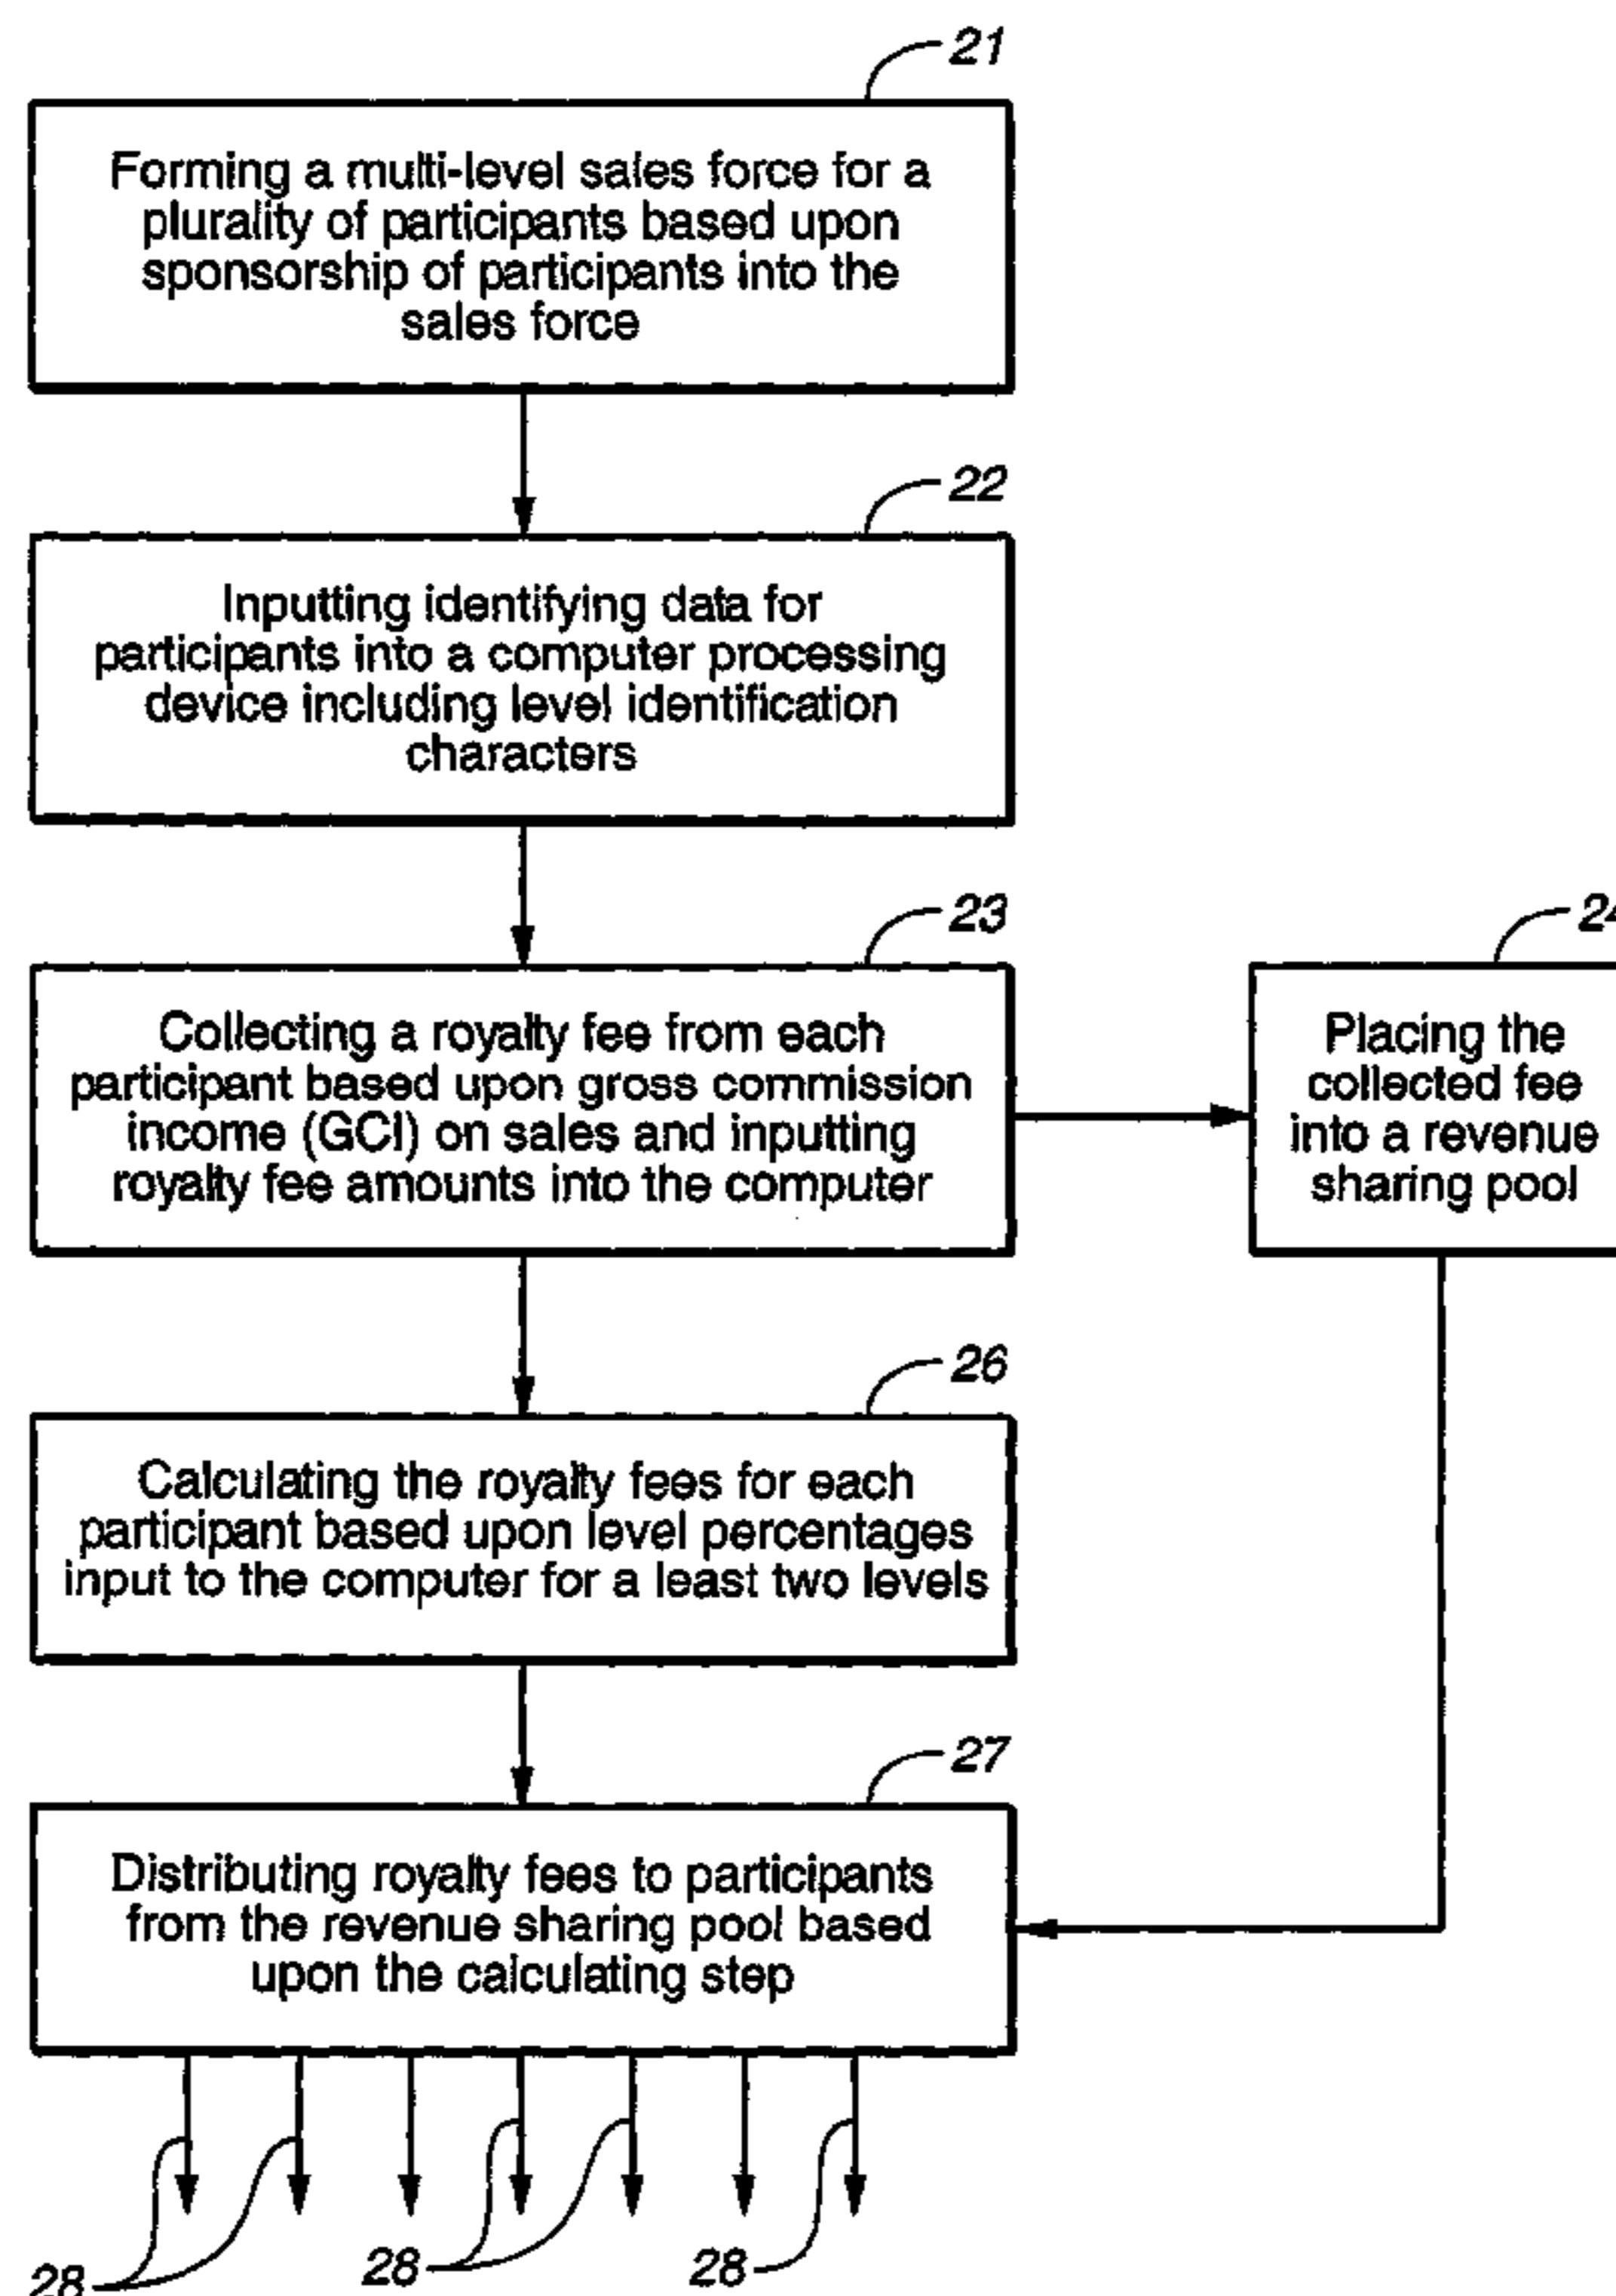 21
Forming a multi-level sales force for a
plurality of participants based upon
sponsorship of participants into the
sales force
22
Inputting identifying data for
participants into a computer processing
device including level identification
characters
23
Collecting a royalty fee from each
participant based upon gross commission
income (GCI) on sales and inputting
royalty fee amounts into the computer
24
Placing the
collected fee
into a revenue
sharing pool
26
Calculating the royalty fees for each
participant based upon level percentages
input to the computer for a least two levels
27
Distributing royalty fees to participants
from the revenue sharing pool based
upon the calculating step
28
28
28